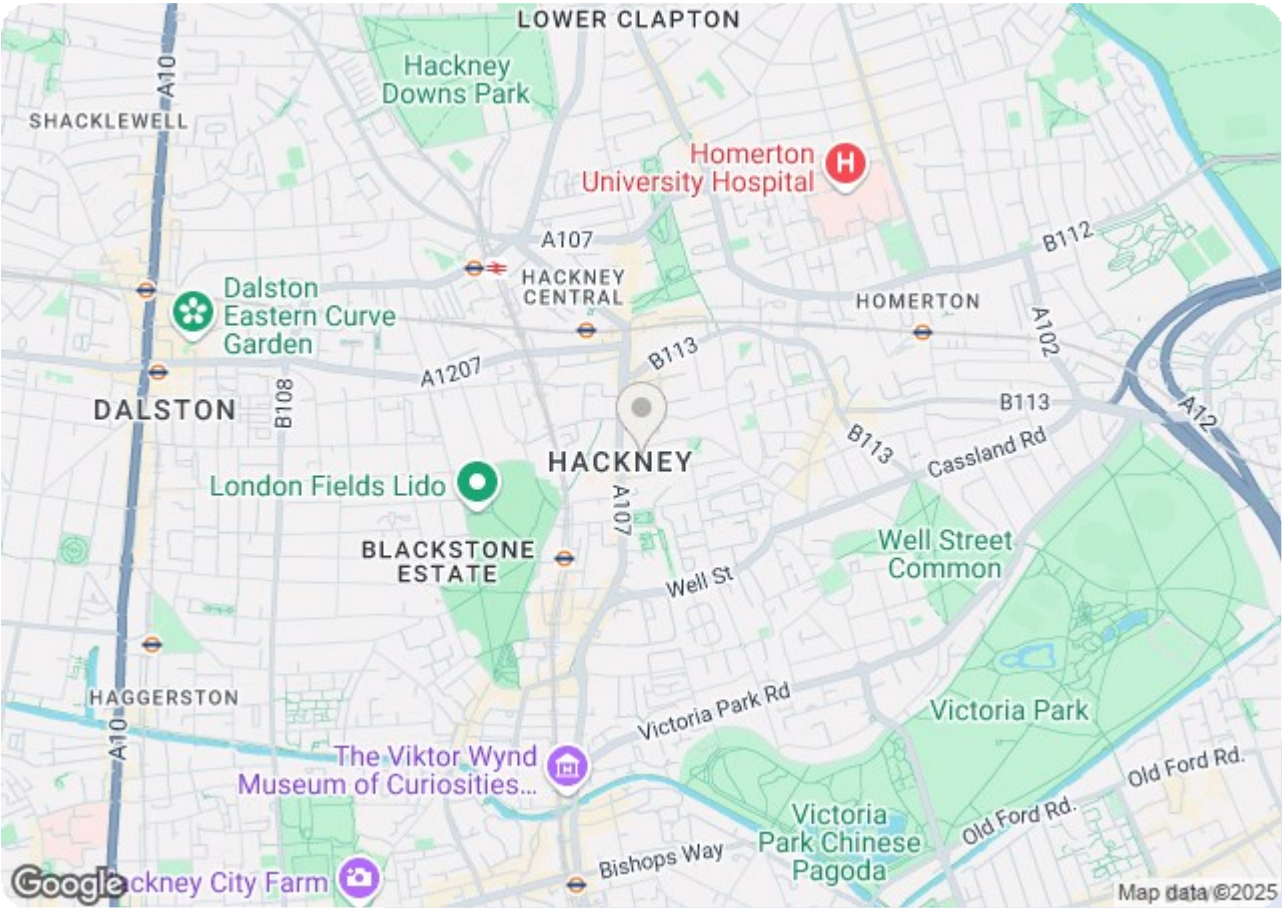 LOWER CLAPTON
A10
Hackney
Downs Park
SHACKLEWELL
Homerton
University Hospital
H
A107
B112
HACKNEY
CENTRAL
Dalston
Eastern Curve
Garden
HOMERTON
A102
B113
A1207
B108
DALSTON
B113
A12
B113
Cassland Rd
HACKNEY
London Fields Lido
A107
BLACKSTONE
ESTATE
Well Street
Common
Well St
HAGGERSTON
Victoria Park Rd
Victoria Park
A10
The Viktor Wynd
Museum of Curiosities...
Old Ford Rd.
Old Ford Rd.
Victoria
Park Chinese
Pagoda
Bishops Way
Google
ackney City Farm
Map data ©2025